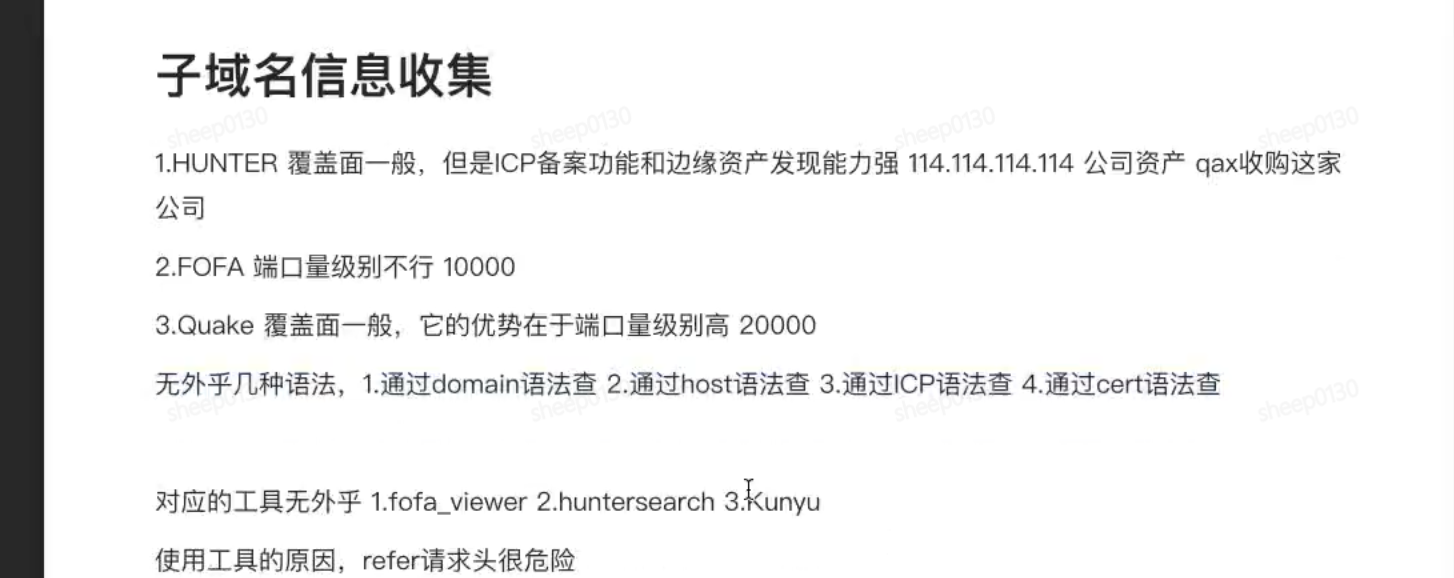 子域名信息收集
sheep0130 sheep0130 sheep0130 sheep0130
1.HUNTER 覆盖面一般，但是ICP备案功能和边缘资产发现能力强 114.114.114.114 公司资产 qax收购这家
公司
2.FOFA 端口量级别不行 10000
3.Quake 覆盖面一般，它的优势在于端口量级别高 20000
无外乎几种语法，1.通过domain语法查 2.通过host语法查 3.通过ICP语法查 4.通过cert语法查
sheep0130 sheep0130 sheep0130 sheep0130
对应的工具无外乎 1.fofa_viewer 2.huntersearch 3.Kunyu
使用工具的原因，refer请求头很危险